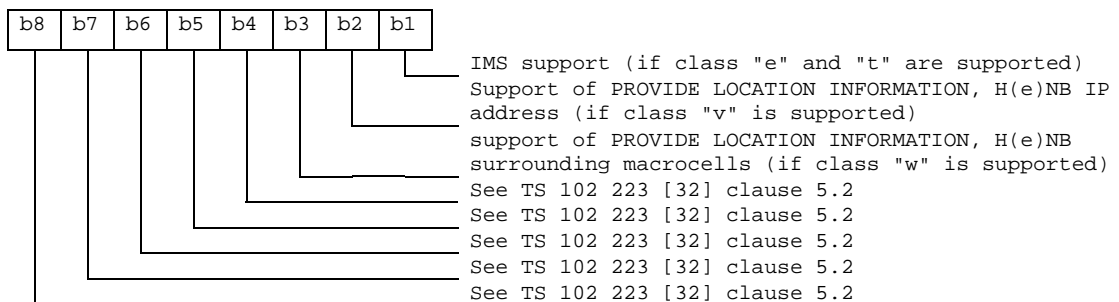 b8 b7 b6 b5 b4 b3 b2 b1
IMS support (if class "e" and "t" are supported)
Support of PROVIDE LOCATION INFORMATION, H(e)NB IP
address (if class "v" is supported)
support of PROVIDE LOCATION INFORMATION, H(e)NB
surrounding macrocells (if class "w" is supported)
See TS 102 223 [32] clause 5.2
See TS 102 223 [32] clause 5.2
See TS 102 223 [32] clause 5.2
See TS 102 223 [32] clause 5.2
See TS 102 223 [32] clause 5.2